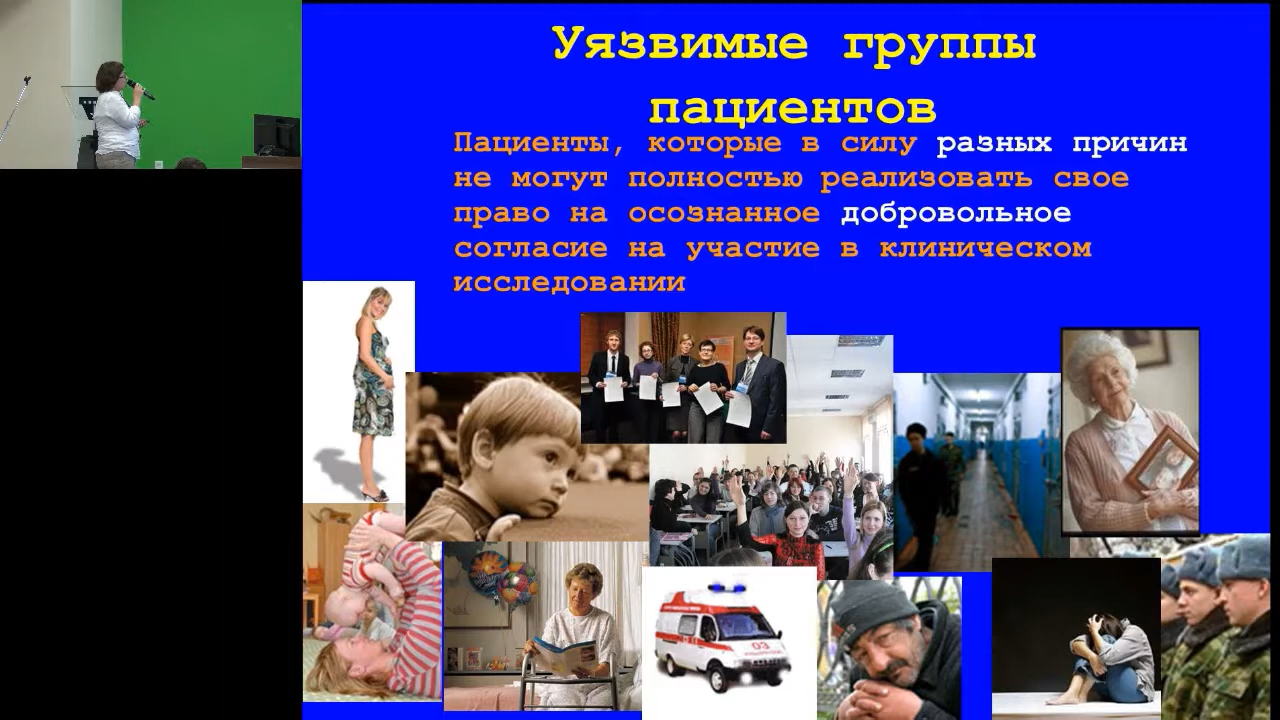 Уязвимые группы
пациентов
Пациенты, которые в силу разных причин
не могут полностью реализовать свое
право на осознанное добровольное
согласие на участие в клиническом
исследовании
03